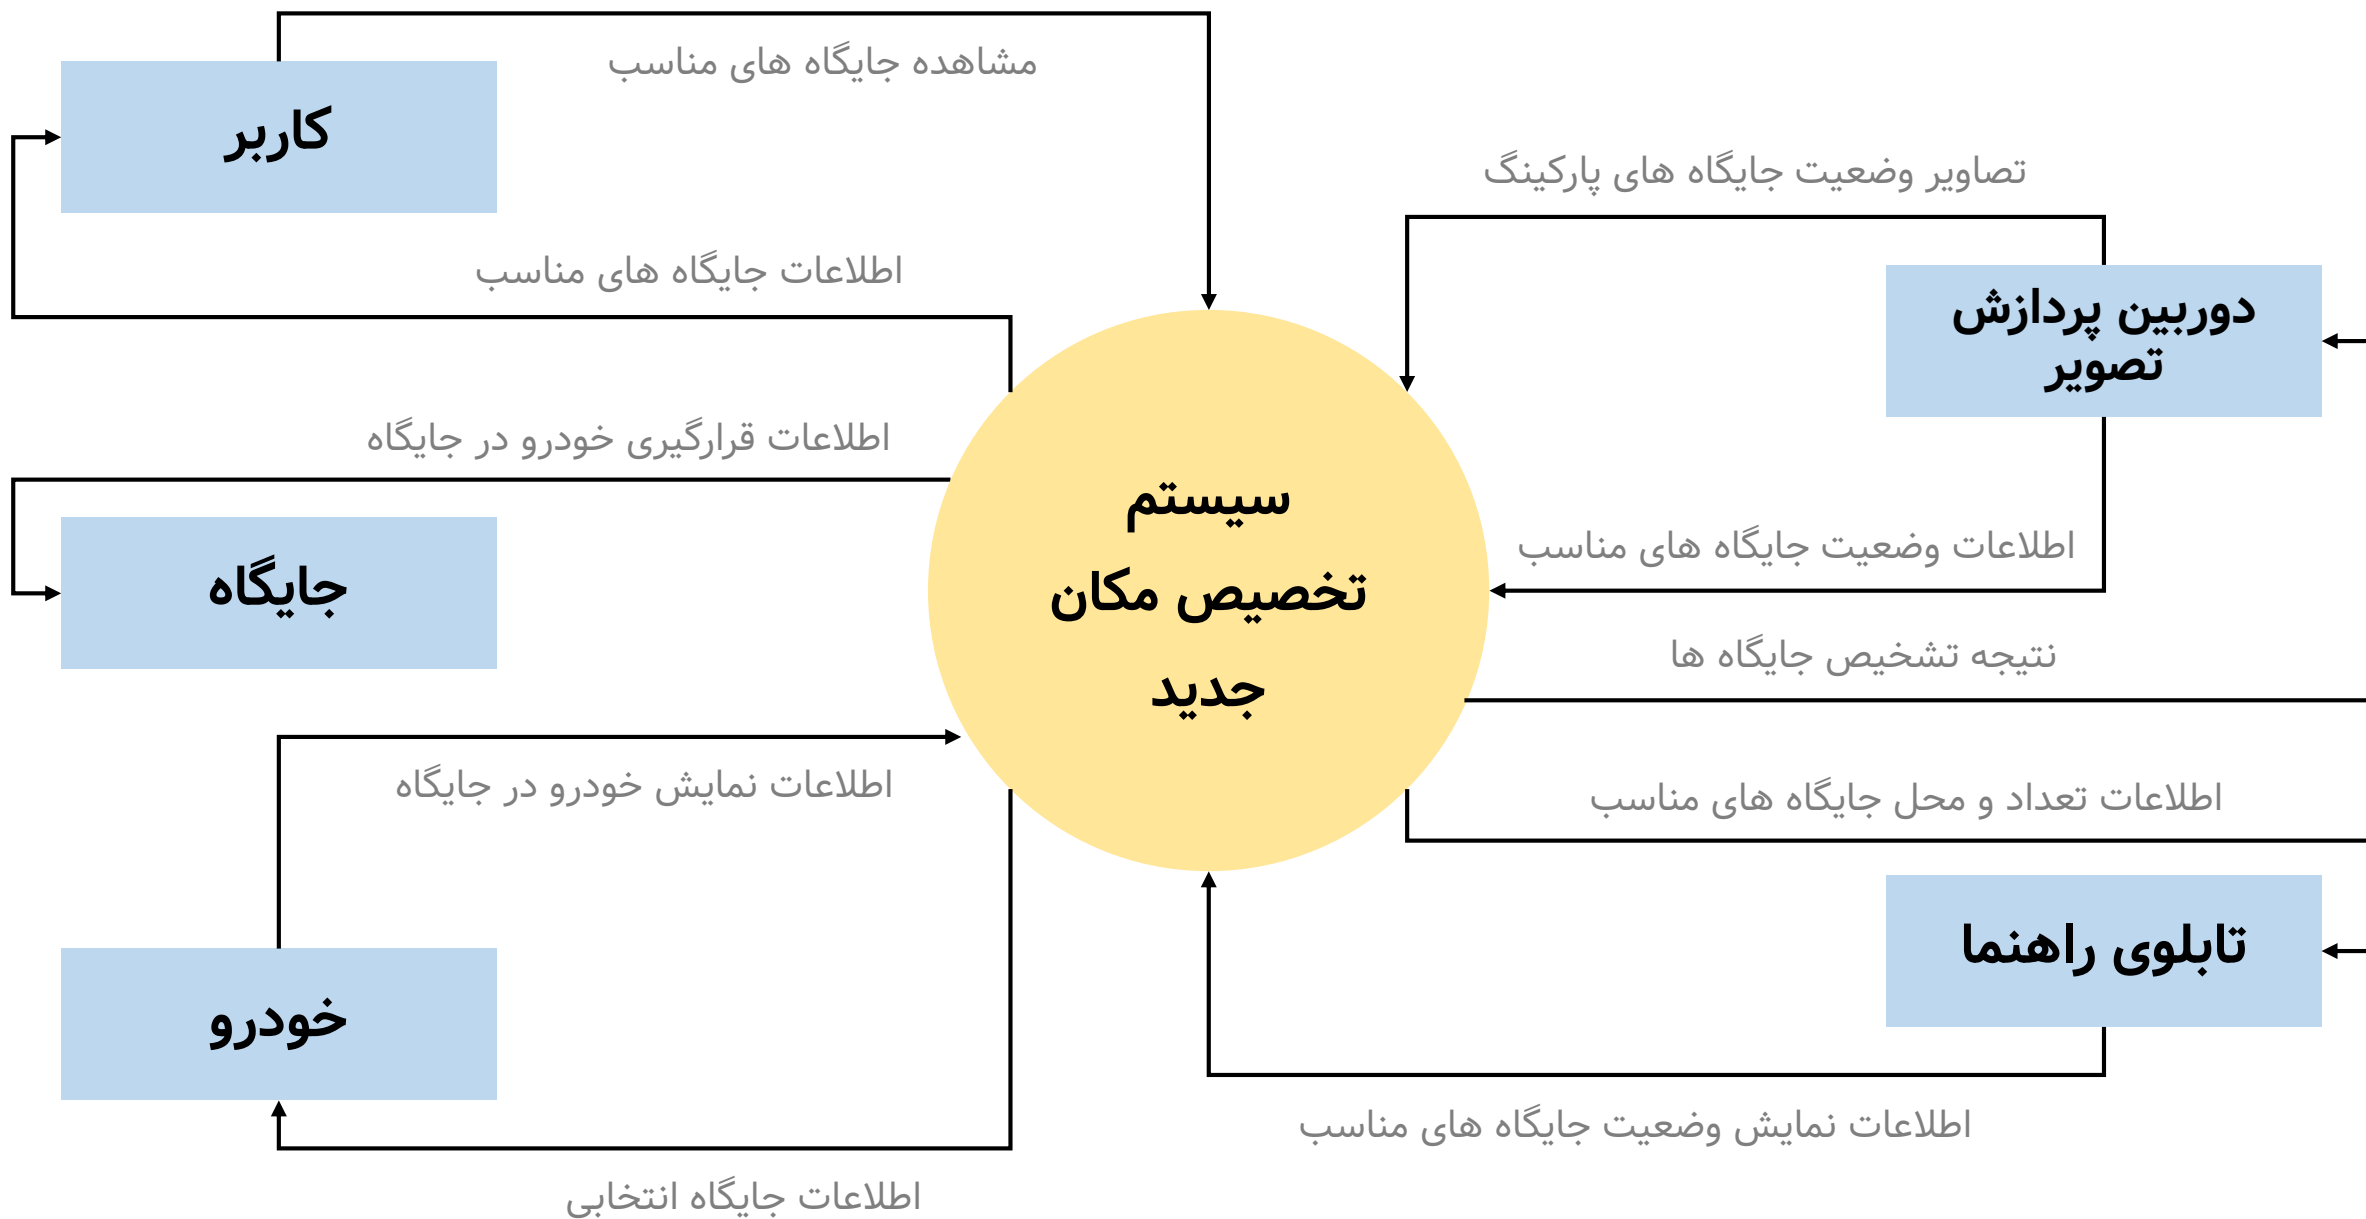 مشاهده جایگاه های مناسب
کاربر
تصاویر وضعیت جایگاه های پارکینگ
اطلاعات جایگاه های مناسب
دوربین پردازش
تصویر
اطلاعات قرارگیری خودرو در جایگاه
سیستم
تخصیص مکان
جدید
اطلاعات وضعیت جایگاه های مناسب
جایگاه
نتیجه تشخیص جایگاه ها
اطلاعات نمایش خودرو در جایگاه
اطلاعات تعداد و محل جایگاه های مناسب
تابلوی راهنما
خودرو
اطلاعات نمایش وضعیت جایگاه های مناسب
اطلاعات جایگاه انتخابی